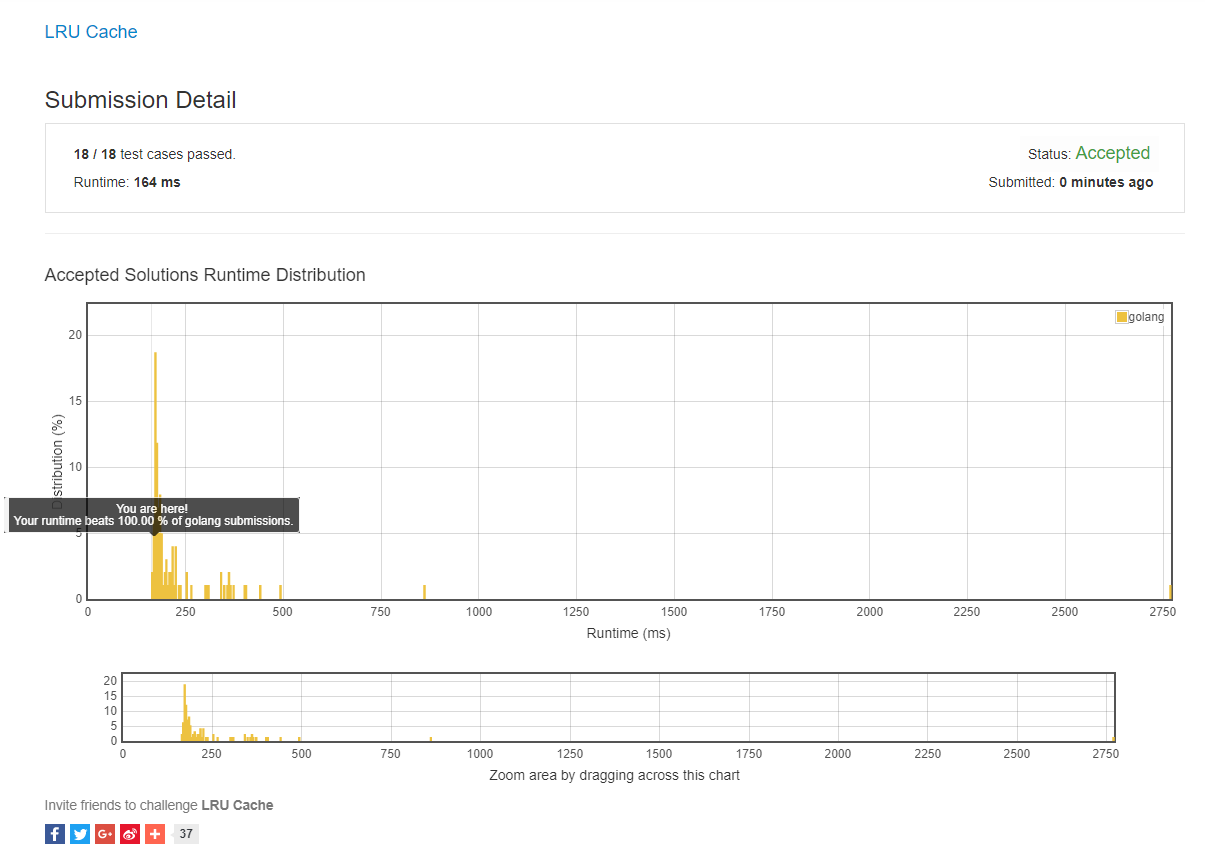 LRU Cache
Submission Detail
18 / 18 test cases passed.
Status: Accepted
Runtime: 164 ms
Submitted: 0 minutes ago
Accepted Solutions Runtime Distribution
golang
20
15
10
5
0
Distribution (%)
You are here!
Your runtime beats 100.00 % of golang submissions.
0 250 500 750 1000 1250 1500 1750 2000 2250 2500 2750
Runtime (ms)
20
15
10
5
0
0 250 500 750 1000 1250 1500 1750 2000 2250 2500 2750
Zoom area by dragging across this chart
Invite friends to challenge LRU Cache
37